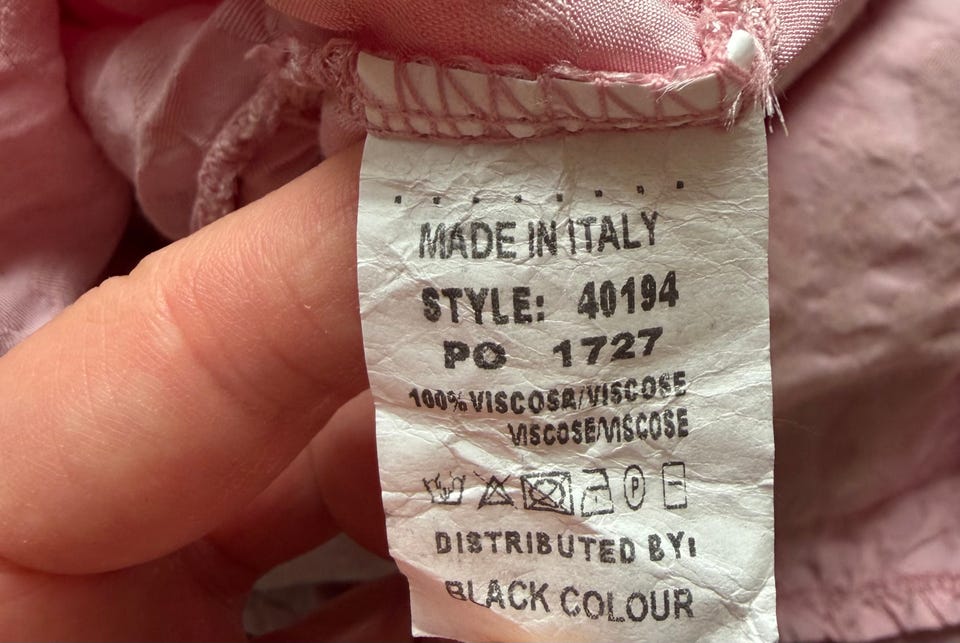 MADE IN ITALY
STYLE: 40194
PO 1727
100% VISCOSA/VISCOSE
VISCOSE/VISCOSE
P
DISTRIBUTED BY:
BLACK COLOUR